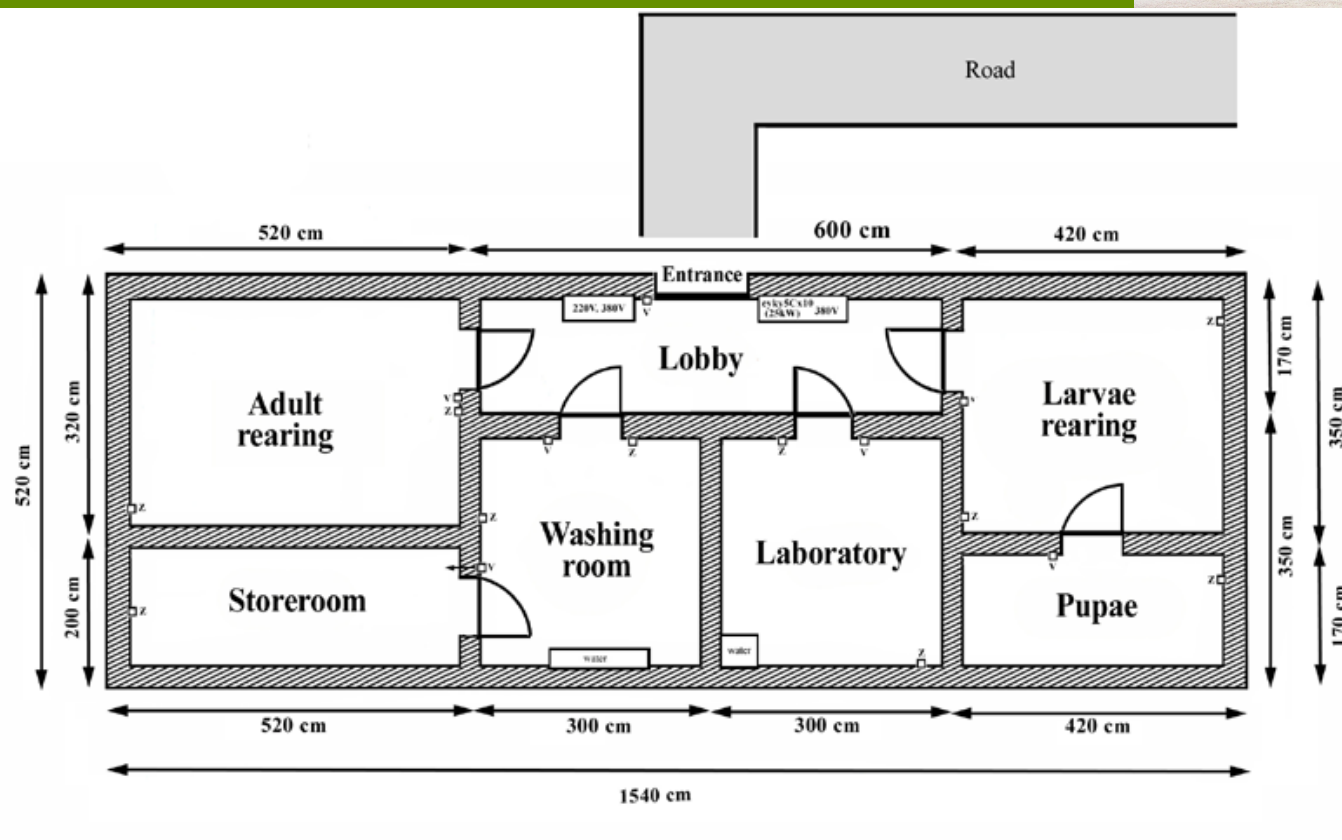 Road
520 cm
600 cm
420 cm
Entrance
220V, 380V
V
cyky5Cx10
(25kW) 380V
Z
Lobby
170 cm
Adult
rearing
Larvae
rearing
320 cm
350 cm
V
Z
V
V
Z
Z
V
520 cm
Z
Z
Z
Washing
room
Laboratory
350 cm
V
V
Storeroom
Z
Pupae
Z
200 cm
170 cm
water
water
Z
520 cm
300 cm
300 cm
420 cm
1540 cm